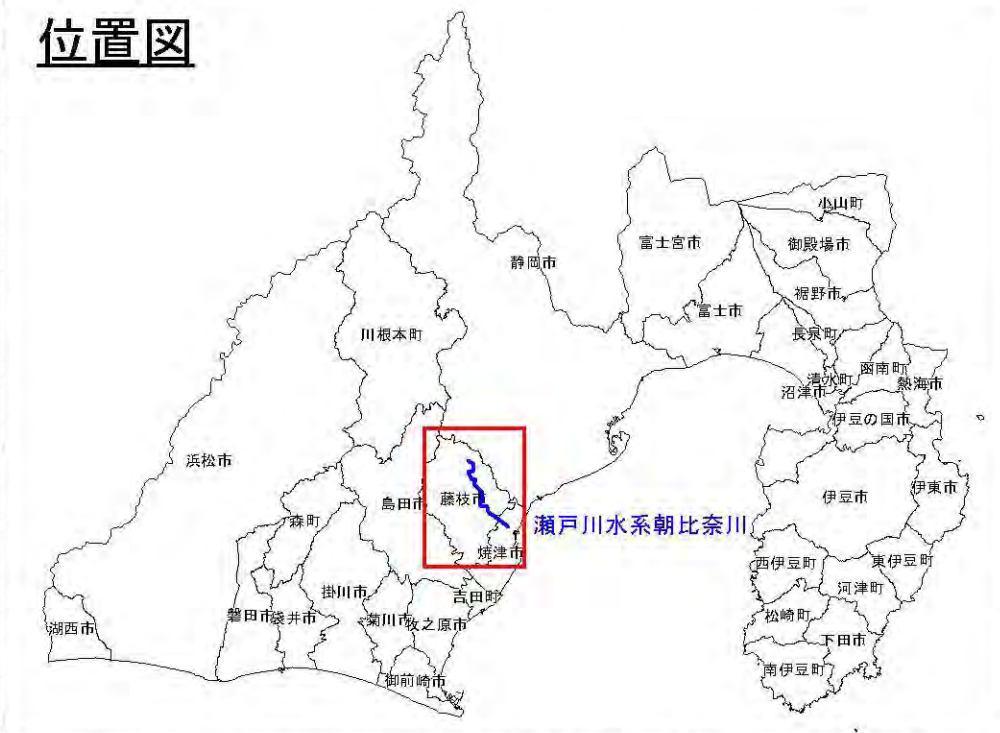 位置図
小山町
富士宮市
御殿場市
静岡市
裾野市
富士市
川根本町
長泉町
函南町
清水町
熱海市
沼津市
伊豆の国市
浜松市
伊東市
伊豆市
藤枝市
島田市
森町
瀬戸川水系朝比奈川
焼津市
西伊豆町
東伊豆町
河津町
掛川市
吉田町
磐田市
袋井市
菊川市
牧之原市
松崎町
湖西市
下田市
南伊豆町
御前崎市